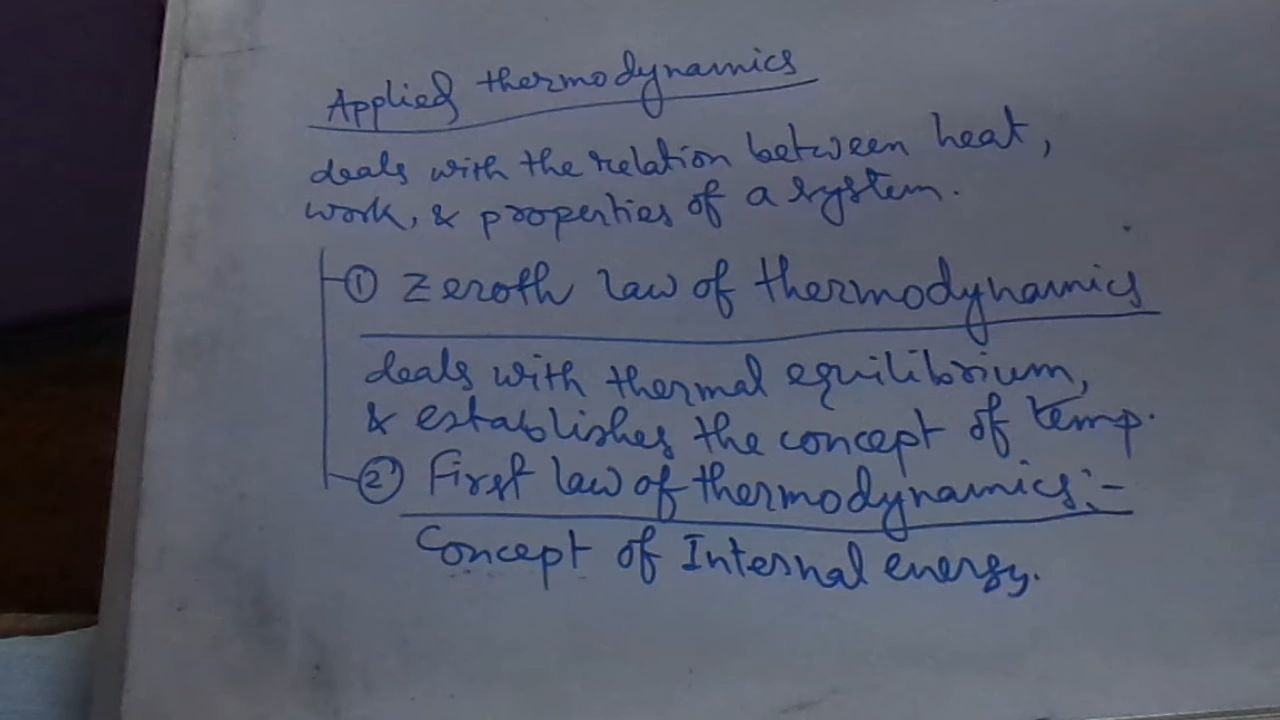 Applied thermodynamics
deals with the relation between heat,
work, & properties of a system.
① Zeroth law of thermodynamics
deals with thermal equilibrium,
& establishes the concept of temp.
② First law of thermodynamics:-
Concept of Internal energy.